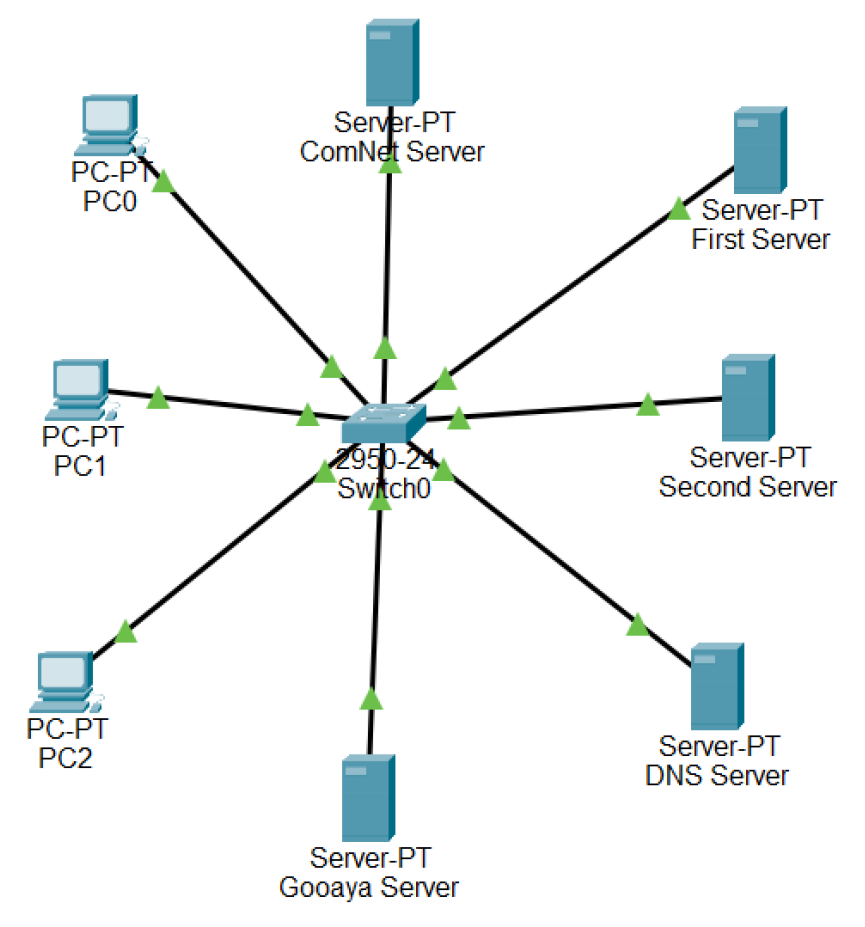 Server-PT
ComNet Server
PC-PT
PC0
Server-PT
First Server
PC-PT
PC1
2950-24
Switch0
Server-PT
Second Server
PC-PT
PC2
Server-PT
DNS Server
Server-PT
Gooaya Server